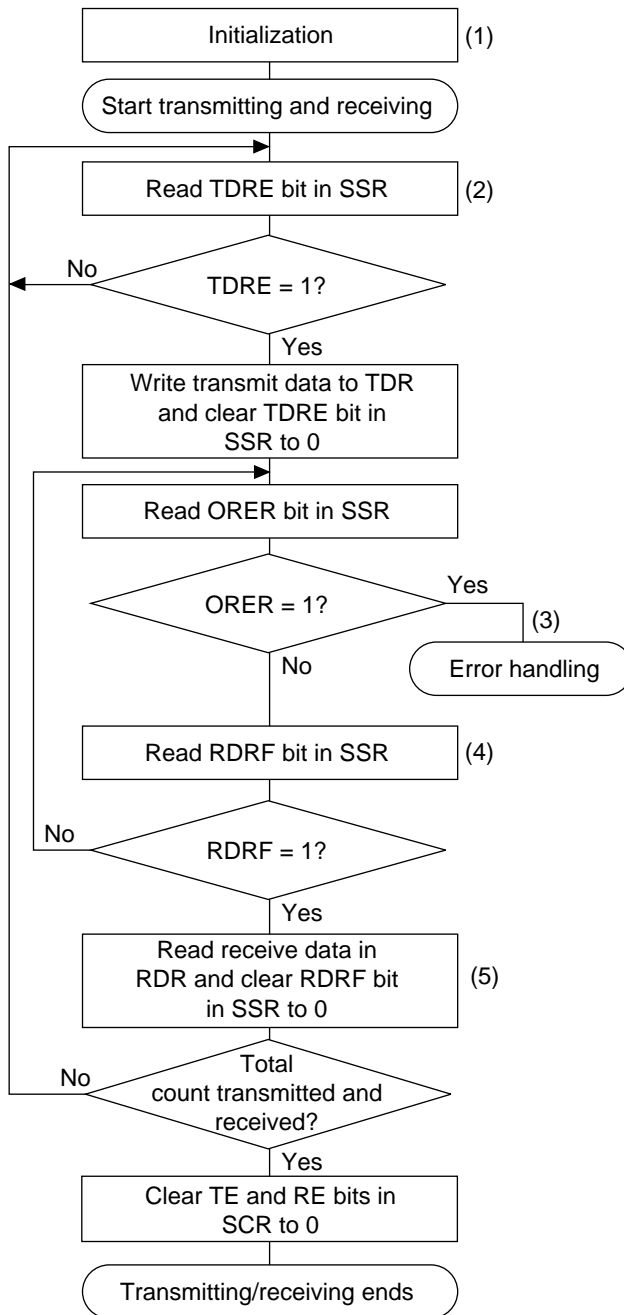 Initialization
(1)
Start transmitting and receiving
Read TDRE bit in SSR
(2)
No
TDRE = 1?
Yes
Write transmit data to TDR
and clear TDRE bit in
SSR to 0
Read ORER bit in SSR
Yes
ORER = 1?
(3)
No
Error handling
Read RDRF bit in SSR
(4)
No
RDRF = 1?
Yes
Read receive data in
RDR and clear RDRF bit
in SSR to 0
(5)
Total
No
count transmitted and
received?
Yes
Clear TE and RE bits in
SCR to 0
Transmitting/receiving ends